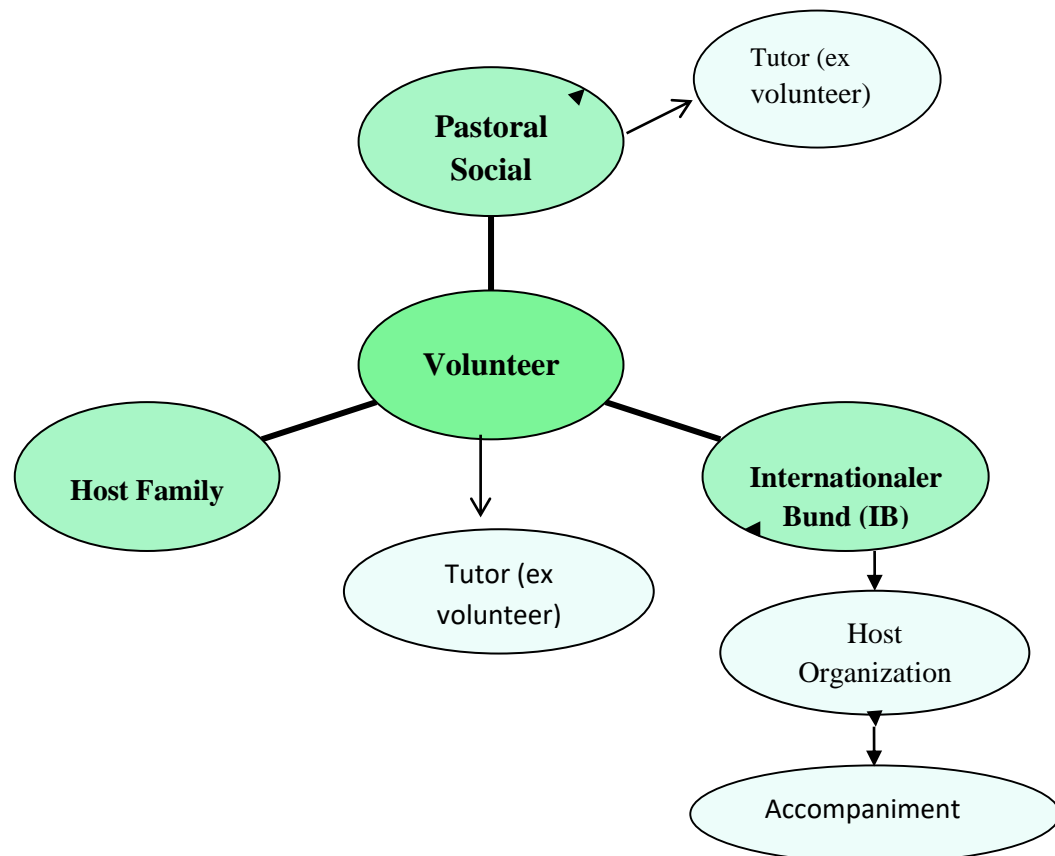 Tutor (ex
volunteer)
Pastoral
Social
Volunteer
Host Family
Internationaler
Bund (IB)
Tutor (ex
volunteer)
Host
Organization
Accompaniment